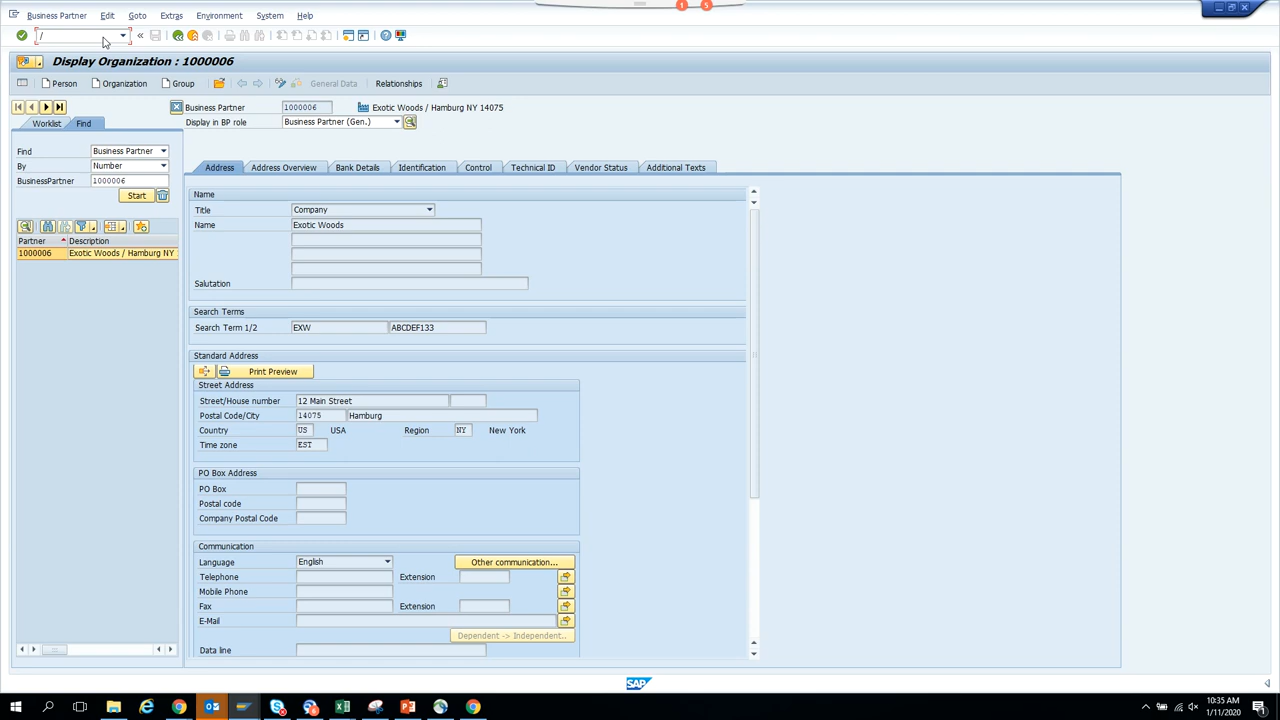 1 5
Business Partner Edit Goto Extras Environment System Help
/
Display Organization : 1000006
Person Organization Group General Data Relationships
Business Partner 1000006 Exotic Woods / Hamburg NY 14075
Display in BP role Business Partner (Gen.)
Worklist Find
Find Business Partner
By Number
BusinessPartner 1000006
Start
Partner Description
1000006 Exotic Woods / Hamburg NY
Address Address Overview Bank Details Identification Control Technical ID Vendor Status Additional Texts
Name
Title Company
Name Exotic Woods
Salutation
Search Terms
Search Term 1/2 EXW ABCDEF133
Standard Address
Print Preview
Street Address
Street/House number 12 Main Street
Postal Code/City 14075 Hamburg
Country US USA Region NY New York
Time zone EST
PO Box Address
PO Box
Postal code
Company Postal Code
Communication
Language English Other communication...
Telephone Extension
Mobile Phone
Fax Extension
E-Mail
Dependent -> Independent..
Data line
SAP
10:35 AM
1/11/2020